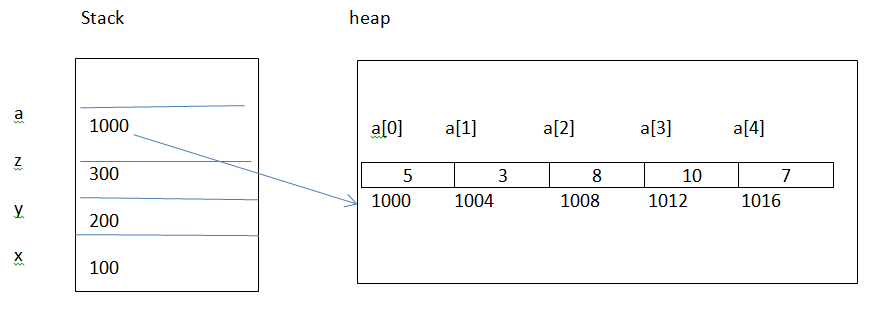 Stack heap
a 1000
z 300
y 200
x 100
a[0] a[1] a[2] a[3] a[4]
5 3 8 10 7
1000 1004 1008 1012 1016